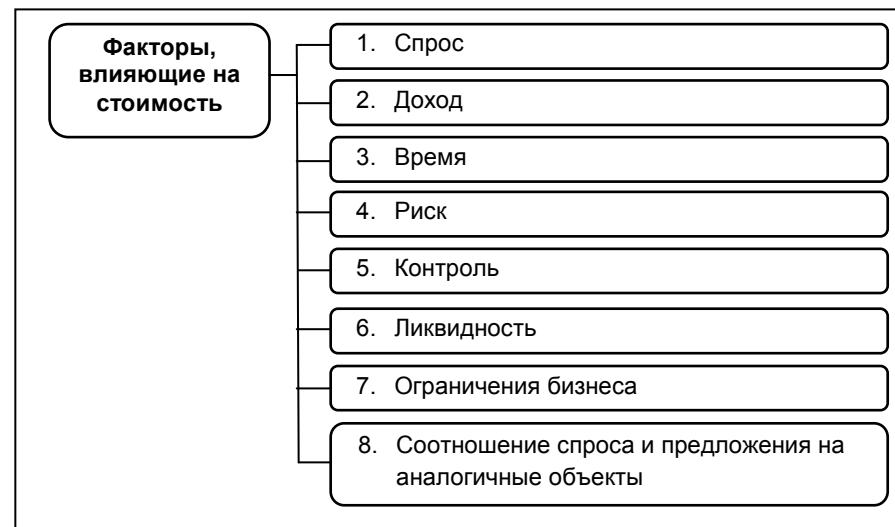 Факторы,
влияющие на
стоимость
1. Спрос
2. Доход
3. Время
4. Риск
5. Контроль
6. Ликвидность
7. Ограничения бизнеса
8. Соотношение спроса и предложения на
аналогичные объекты